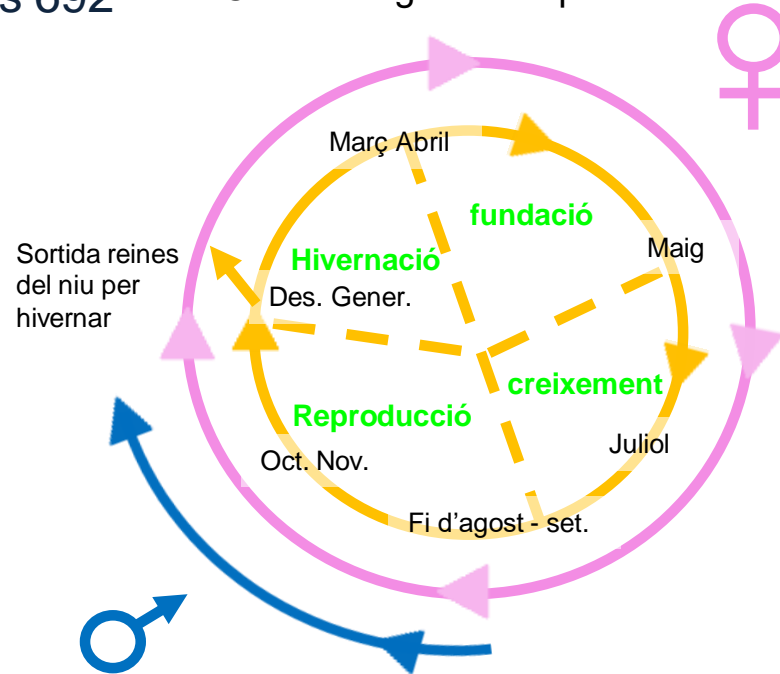 s 692
Març Abril
fundació
Maig
Sortida reines
del niu per
hivernar
Hivernació
Des. Gener.
creixement
Reproducció
Juliol
Oct. Nov.
Fi d'agost - set.